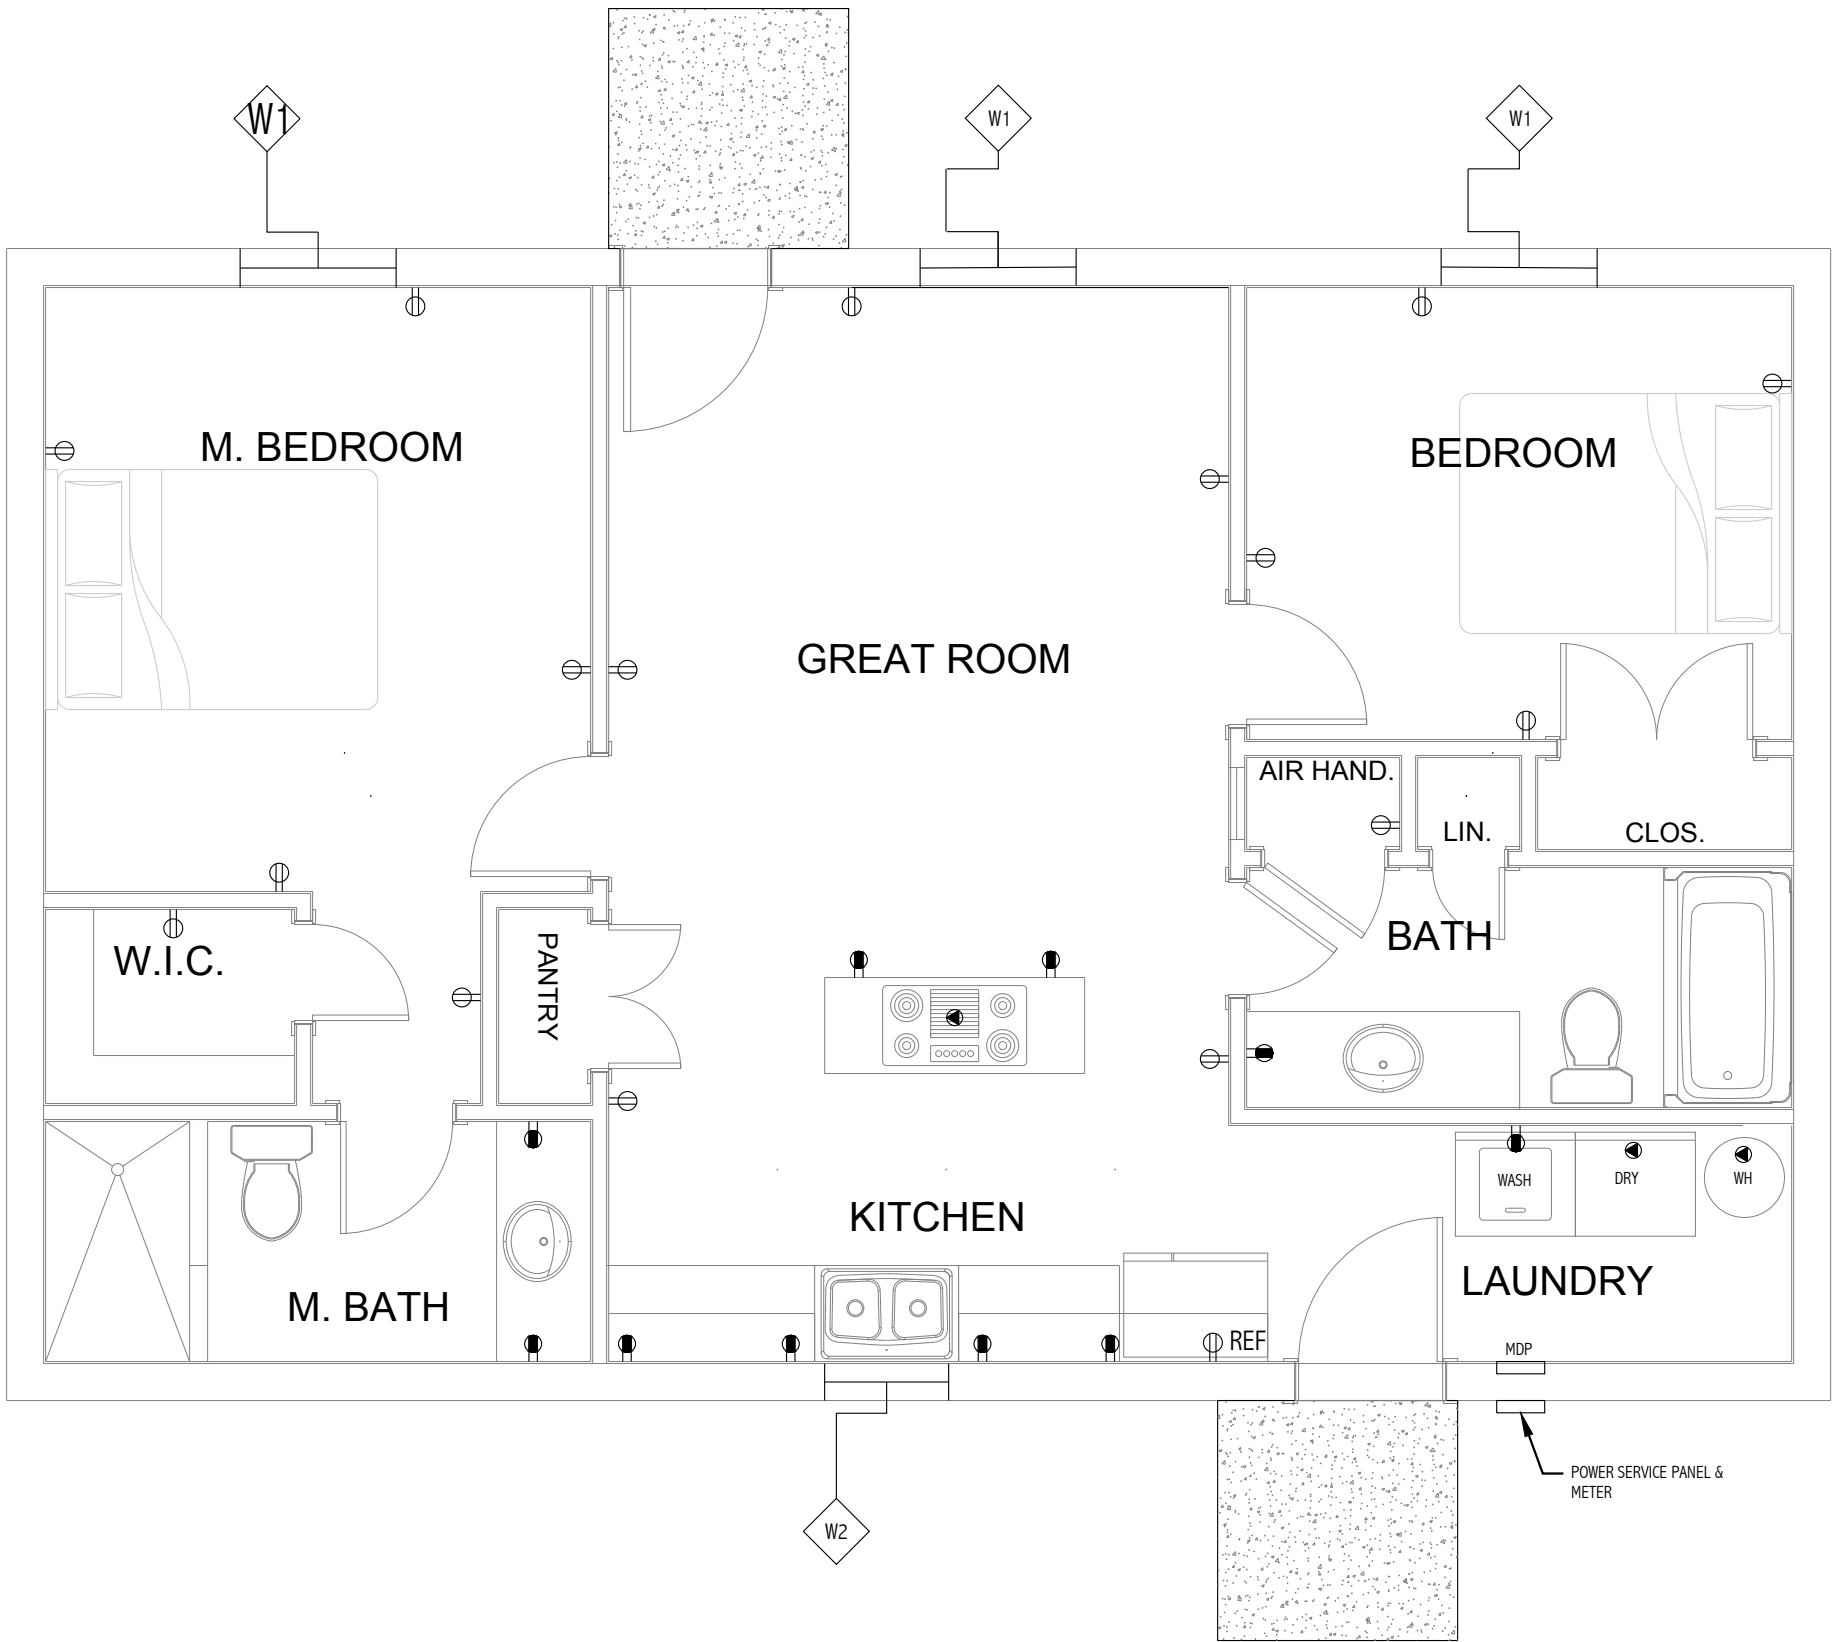 W1
W1
W1
M. BEDROOM
BEDROOM
GREAT ROOM
AIR HAND.
LIN.
CLOS.
W.I.C.
PANTRY
BATH
WASH
DRY
WH
KITCHEN
LAUNDRY
M. BATH
REF
MDP
POWER SERVICE PANEL &
METER
W2